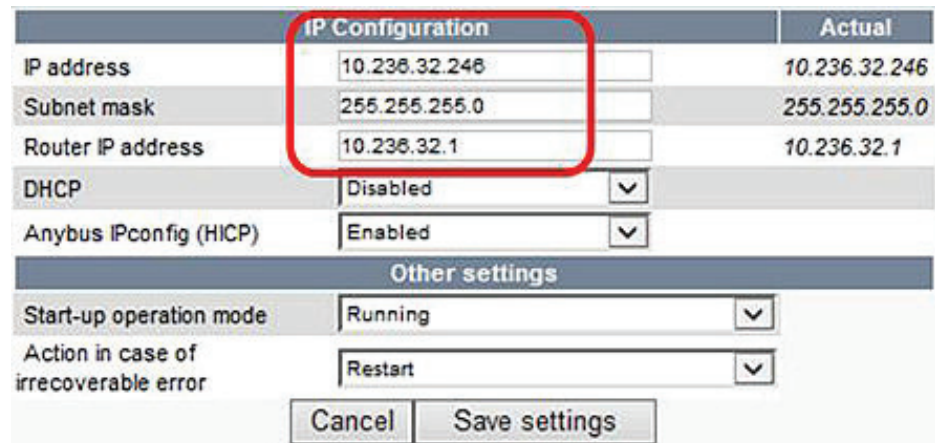 IP Configuration Actual
IP address 10.236.32.246 10.236.32.246
Subnet mask 255.255.255.0 255.255.255.0
Router IP address 10.236.32.1 10.236.32.1
DHCP Disabled
Anybus IPconfig (HICP) Enabled
Other settings
Start-up operation mode Running
Action in case of
irrecoverable error Restart
Cancel Save settings